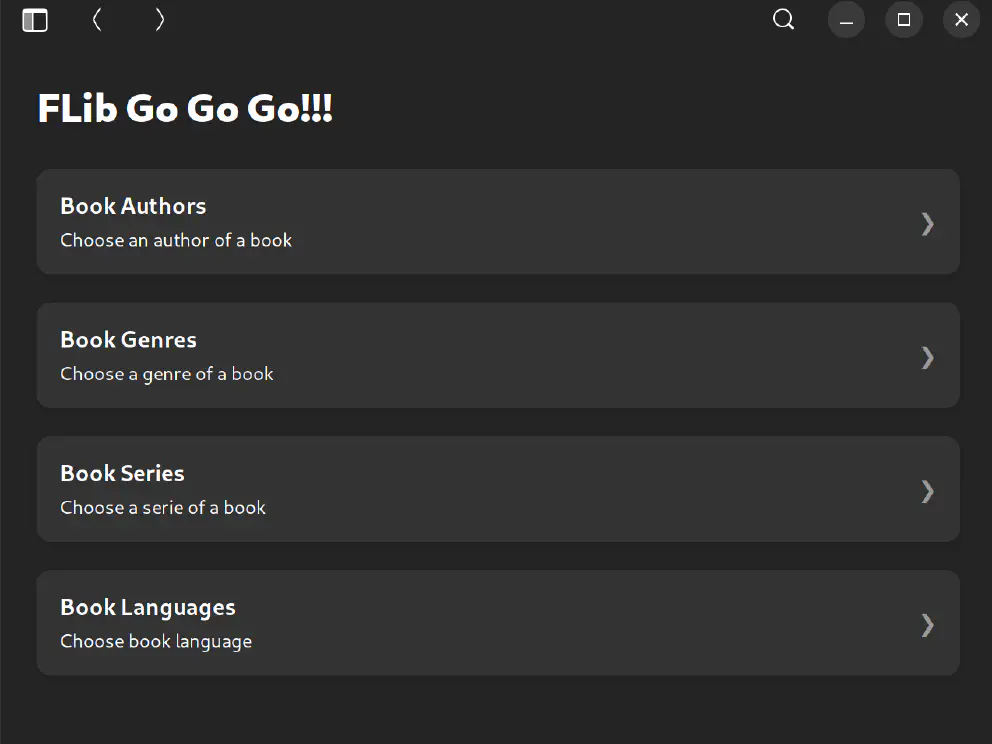 FLib Go Go Go!!!
Book Authors
Choose an author of a book
Book Genres
Choose a genre of a book
Book Series
Choose a serie of a book
Book Languages
Choose book language